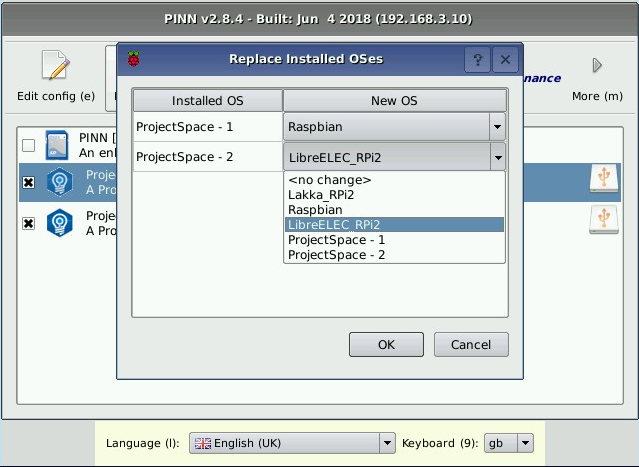 PINN v2.8.4 - Built: Jun 4 2018 (192.168.3.10)
Replace Installed OSes
?
Edit config (e)
nance
More (m)
Installed OS
New OS
ProjectSpace - 1
Raspbian
ProjectSpace - 2
LibreELEC_RPi2
<no change>
Lakka_RPi2
Raspbian
LibreELEC_RPi2
ProjectSpace - 1
ProjectSpace - 2
PINN [
An enl
Proje
A Pro
Proje
A Pro
OK
Cancel
Language (l):
English (UK)
Keyboard (9):
gb